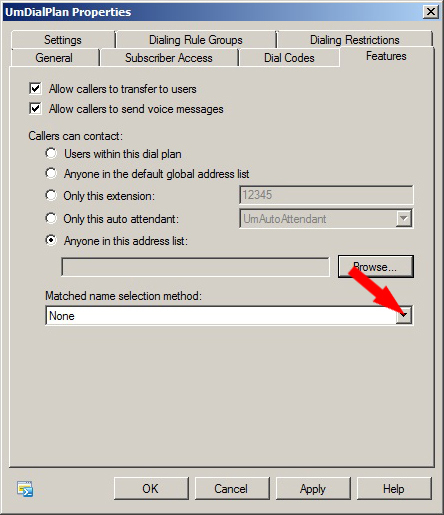 UmDialPlan Properties
Settings Dialing Rule Groups Dialing Restrictions
General Subscriber Access Dial Codes Features
Allow callers to transfer to users
Allow callers to send voice messages
Callers can contact:
Users within this dial plan
Anyone in the default global address list
Only this extension: 12345
Only this auto attendant: UmAutoAttendant
Anyone in this address list:
Browse...
Matched name selection method:
None
OK Cancel Apply Help